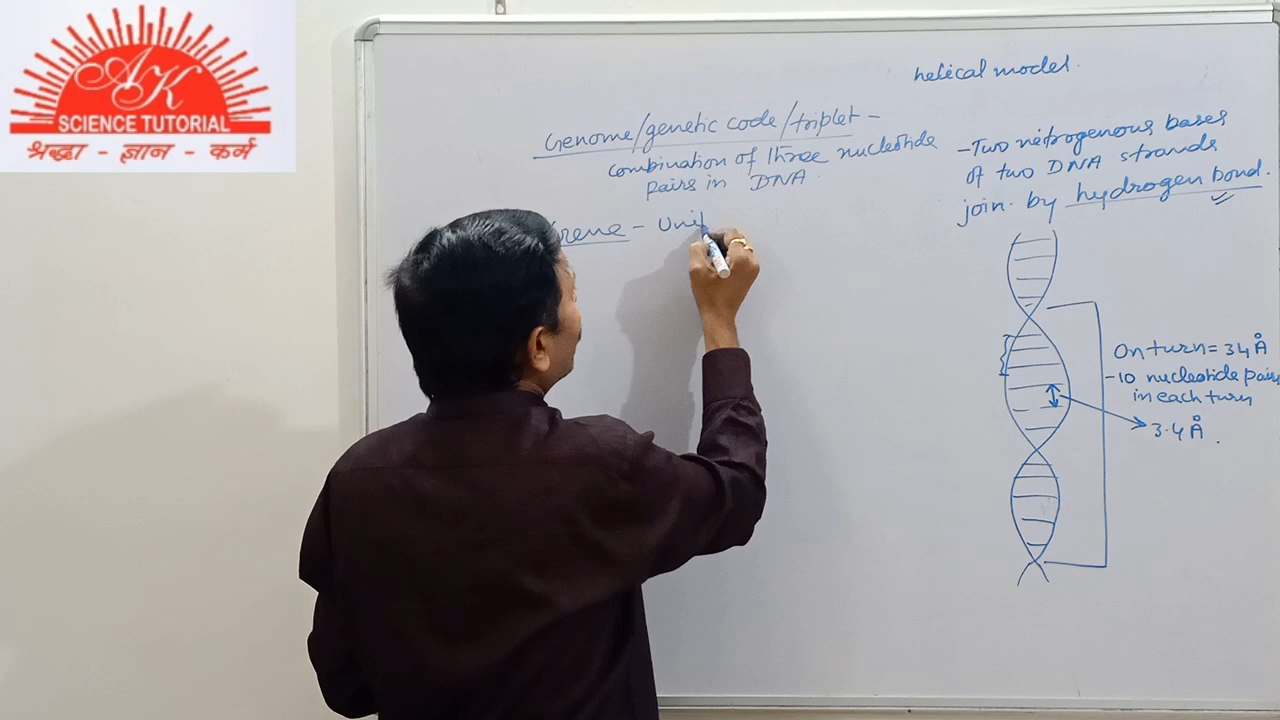 AK
SCIENCE TUTORIAL
श्रद्धा - ज्ञान - कर्म
helical model.
Genome/genetic code/triplet -
combination of three nucleotide
pairs in DNA.
Gene - Unit
- Two nitrogenous bases
of two DNA strands
join. by hydrogen bond.
On turn = 34 Å
- 10 nucleotide pairs
in each turn
3.4 Å.